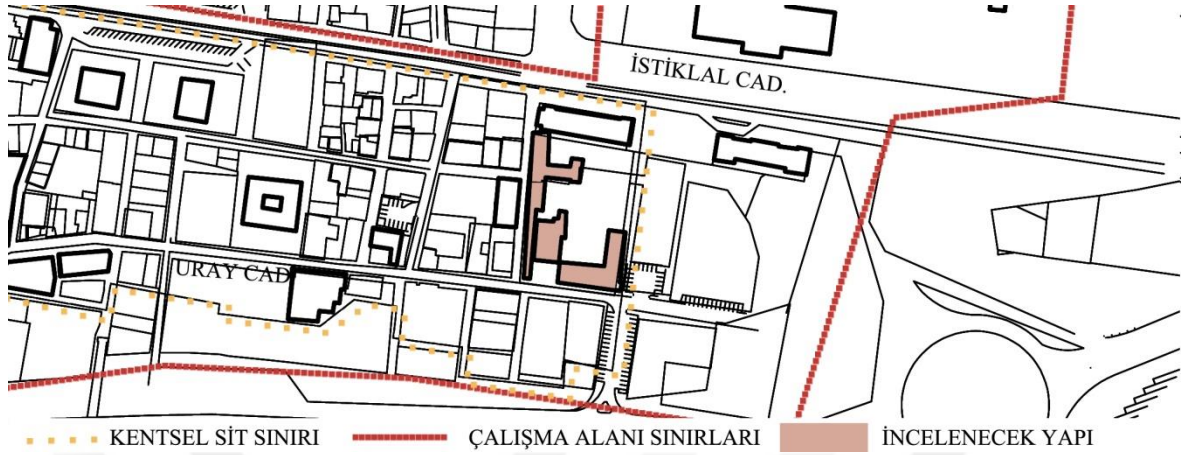 İSTİKLAL CAD.
URAY CAD
KENTSEL SİT SINIRI
ÇALIŞMA ALANI SINIRLARI
İNCELENECEK YAPI